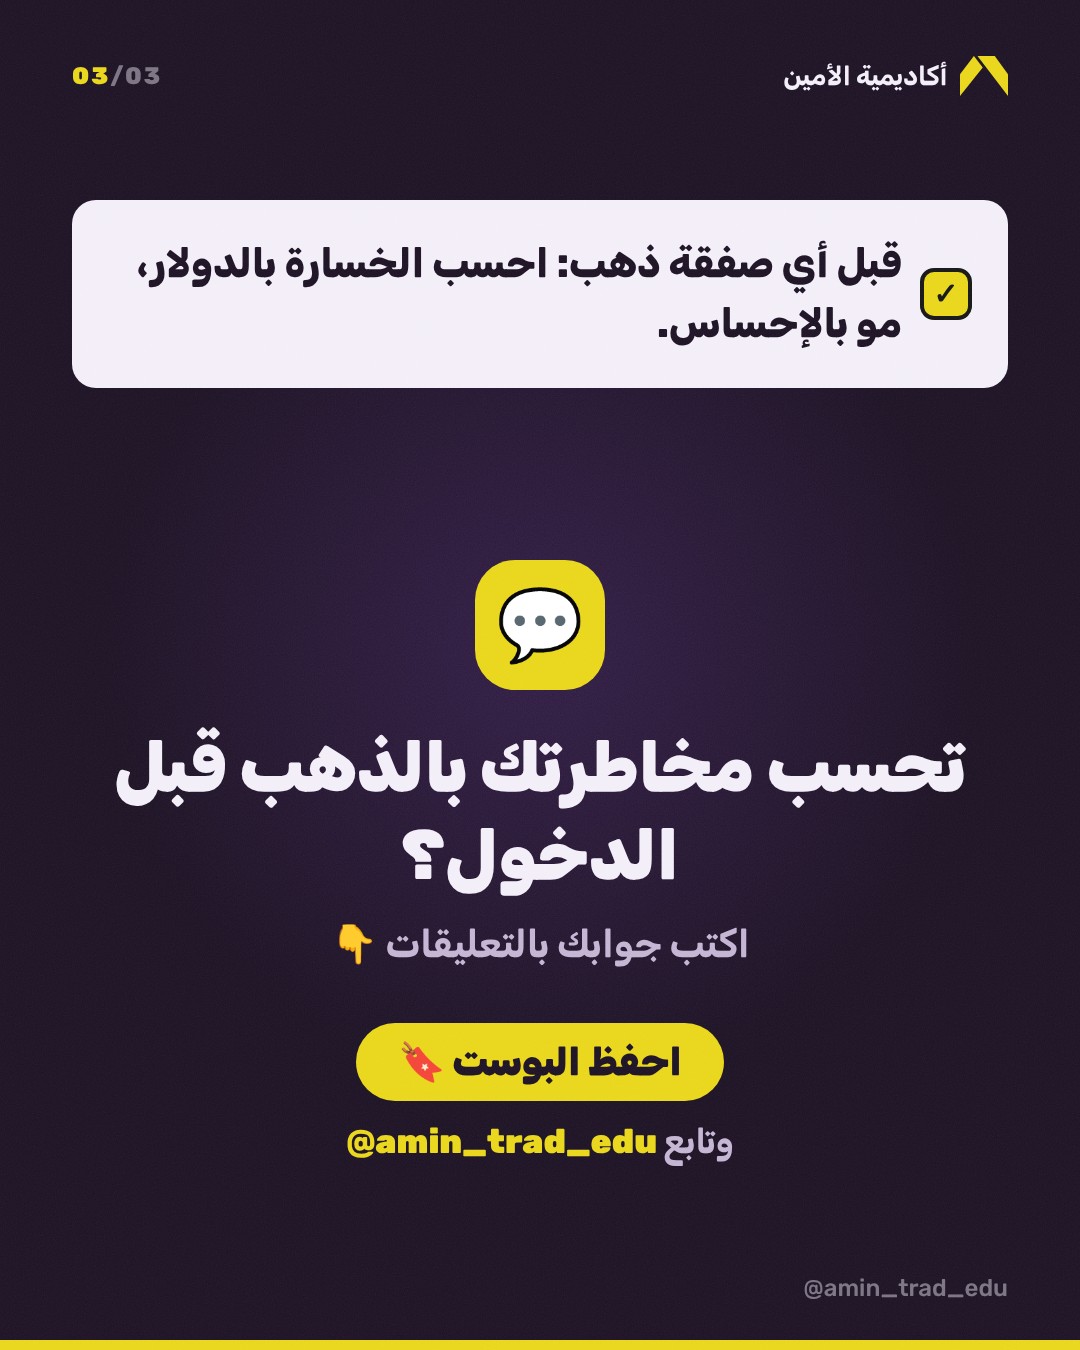 أكاديمية الأمين
03/03
✓
قبل أي صفقة ذهب: احسب الخسارة بالدولار،
مو بالإحساس.
تحسب مخاطرتك بالذهب قبل
الدخول؟
اكتب جوابك بالتعليقات 👇
احفظ البوست 🔖
وتابع @amin_trad_edu
@amin_trad_edu